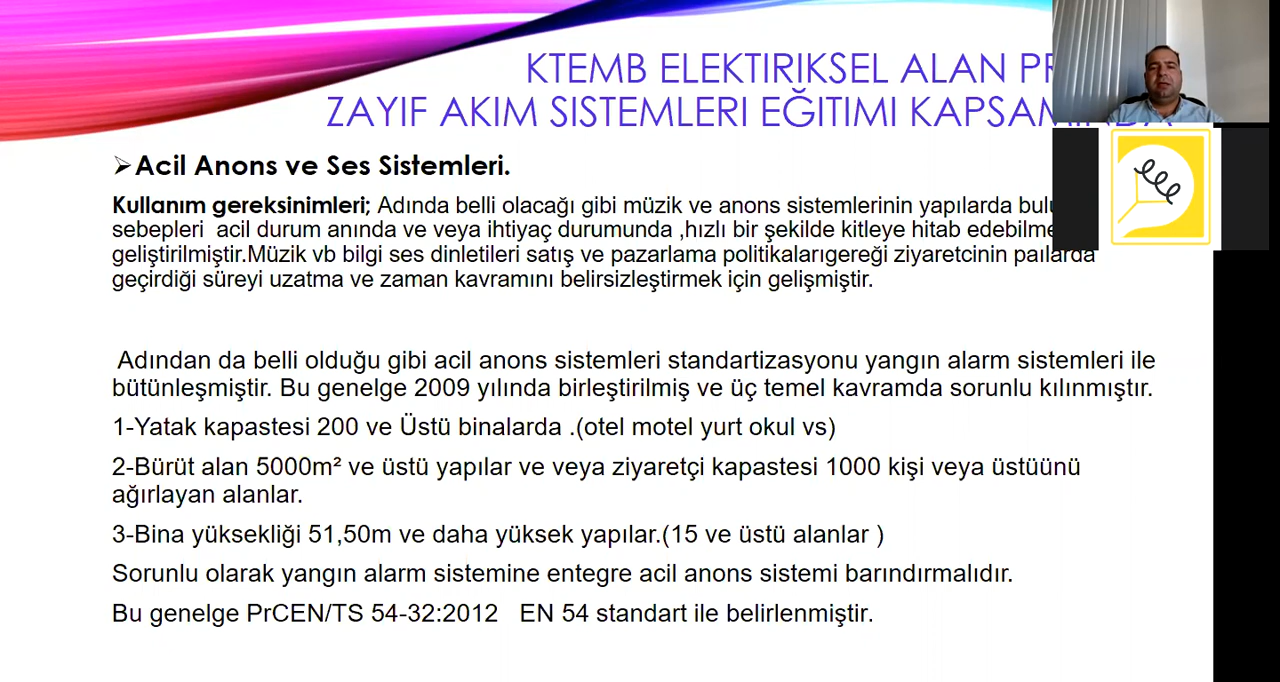 KTEMB ELEKTIRIKSEL ALAN
ZAYIF AKIM SISTEMLERI EĞITIMI
➢Acil Anons ve Ses Sistemleri.
Kullanım gereksinimleri; Adında belli olacağı gibi müzik ve anons sistemlerinin yapılarda
sebepleri acil durum anında ve veya ihtiyaç durumunda ,hızlı bir şekilde kitleye hitab
geliştirilmiştir.Müzik vb bilgi ses dinletileri satış ve pazarlama politikalarıgereği ziyaretcinin
geçirdiği süreyi uzatma ve zaman kavramını belirsizleştirmek için gelişmiştir.
Adından da belli olduğu gibi acil anons sistemleri standartizasyonu yangın alarm sistemleri ile
bütünleşmiştir. Bu genelge 2009 yılında birleştirilmiş ve üç temel kavramda sorunlu kılınmıştır.
1-Yatak kapastesi 200 ve Üstü binalarda .(otel motel yurt okul vs)
2-Bürüt alan 5000m² ve üstü yapılar ve veya ziyaretçi kapastesi 1000 kişi veya üstüünü
ağırlayan alanlar.
3-Bina yüksekliği 51,50m ve daha yüksek yapılar.(15 ve üstü alanlar )
Sorunlu olarak yangın alarm sistemine entegre acil anons sistemi barındırmalıdır.
Bu genelge PrCEN/TS 54-32:2012 EN 54 standart ile belirlenmiştir.